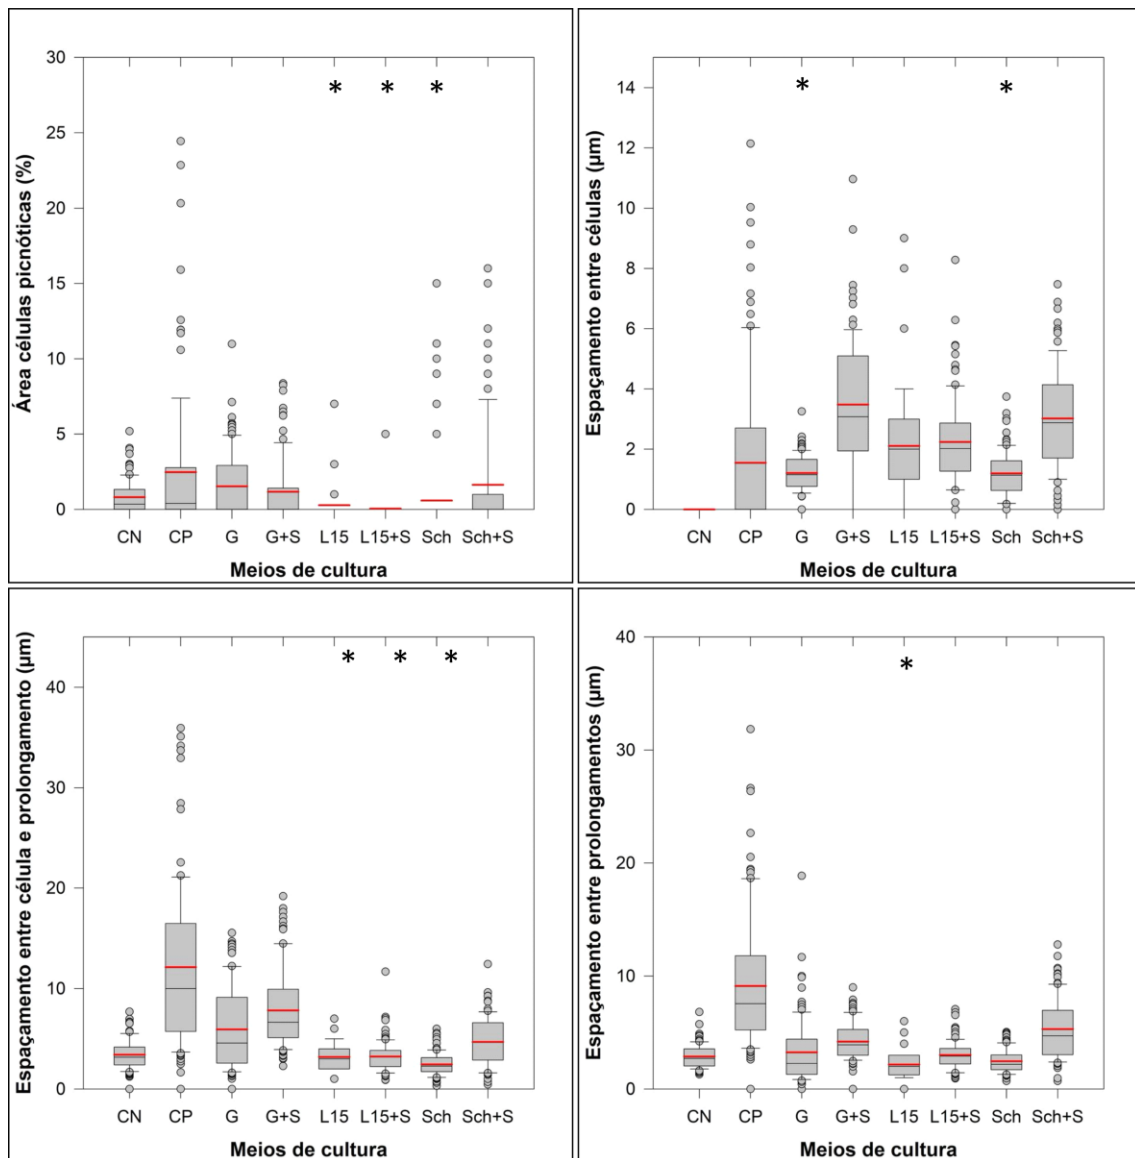 Área células picnóticas (%)
30
25
20
15
10
5
0
* * *
CN CP G G+S L15 L15+S Sch Sch+S
Meios de cultura
Espaçamento entre células (µm)
14
12
10
8
6
4
2
0
* *
CN CP G G+S L15 L15+S Sch Sch+S
Meios de cultura
Espaçamento entre célula e prolongamento (µm)
40
30
20
10
0
* * *
CN CP G G+S L15 L15+S Sch Sch+S
Meios de cultura
Espaçamento entre prolongamentos (µm)
40
30
20
10
0
*
CN CP G G+S L15 L15+S Sch Sch+S
Meios de cultura